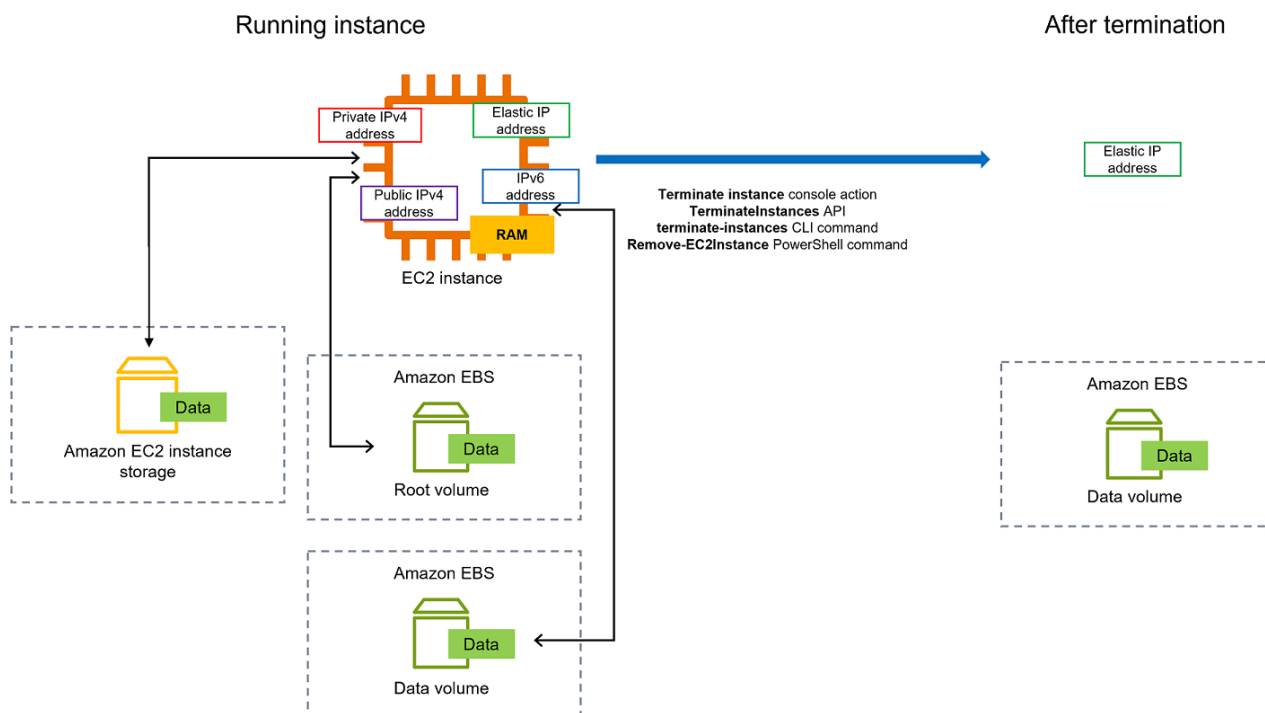 Running instance
After termination
Private IPv4
address
Elastic IP
address
Public IPv4
address
IPv6
address
RAM
EC2 instance
Terminate instance console action
TerminateInstances API
terminate-instances CLI command
Remove-EC2Instance PowerShell command
Elastic IP
address
Data
Amazon EC2 instance
storage
Amazon EBS
Data
Root volume
Amazon EBS
Data
Data volume
Amazon EBS
Data
Data volume